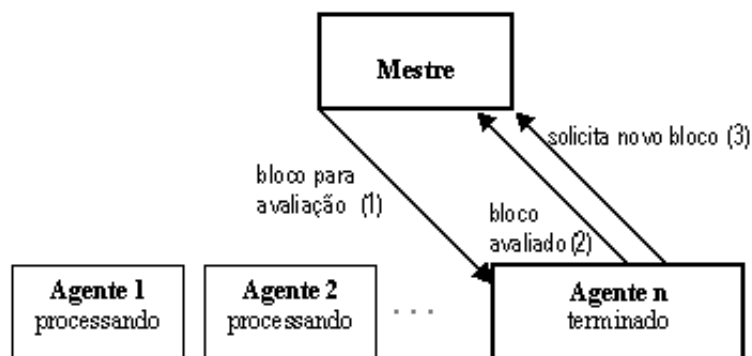 Mestre
solicita novo bloco (3)
bloco para
avaliação (1)
bloco
avaliado (2)
Agente 1
processando
Agente 2
processando
...
Agente n
terminado